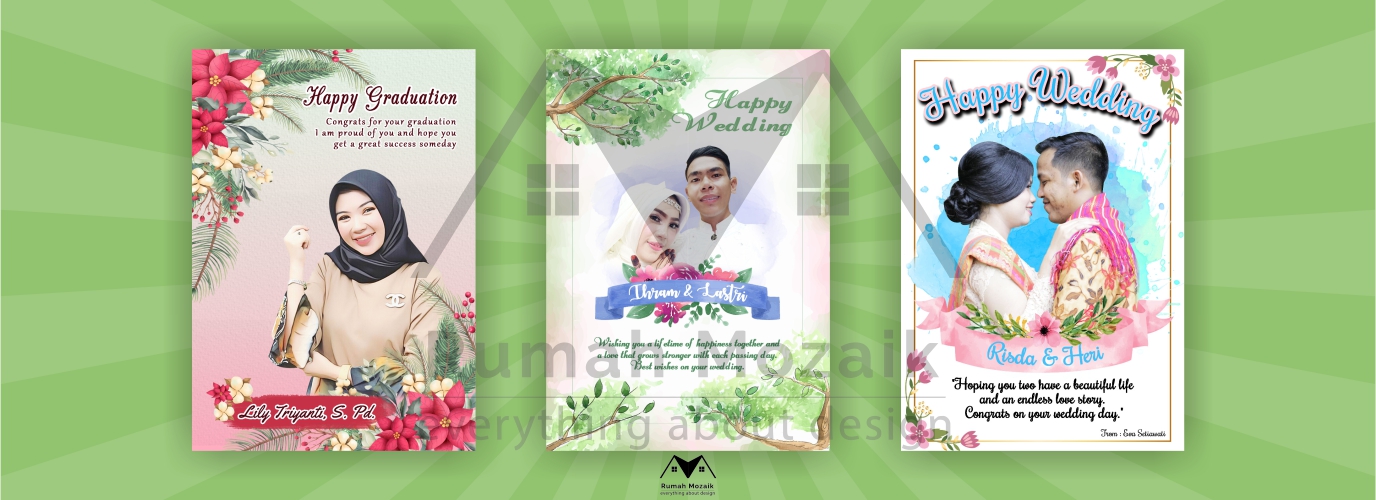 Happy Graduation
Congrats for your graduation
I am proud of you and hope you
get a great success someday
Lily Triyanti, S. Pd.
Happy
Wedding
Ihram & Lastri
Wishing you a lifetime of happiness together and
a love that grows stronger with each passing day.
Best wishes on your wedding.
Happy Wedding
Risda & Heri
"Hoping you two have a beautiful life
and an endless love story.
Congrats on your wedding day."
From : Eva Setiawati
Rumah Mozaik
everything about design
Rumah Mozaik
everything about design